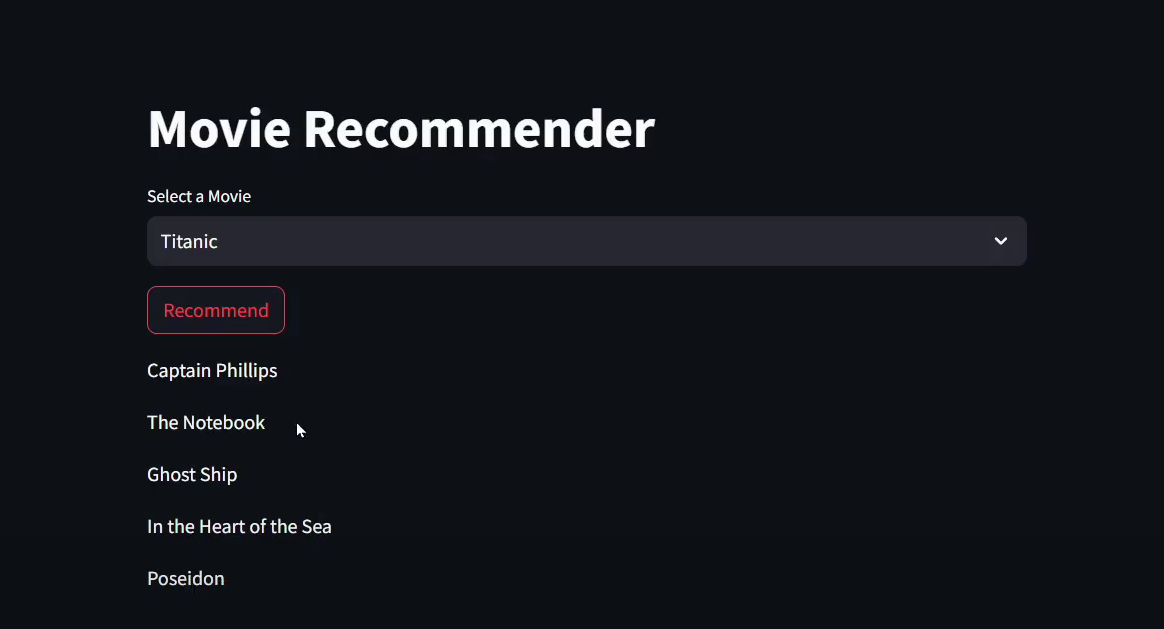 Movie Recommender
Select a Movie
Titanic
Recommend
Captain Phillips
The Notebook
Ghost Ship
In the Heart of the Sea
Poseidon